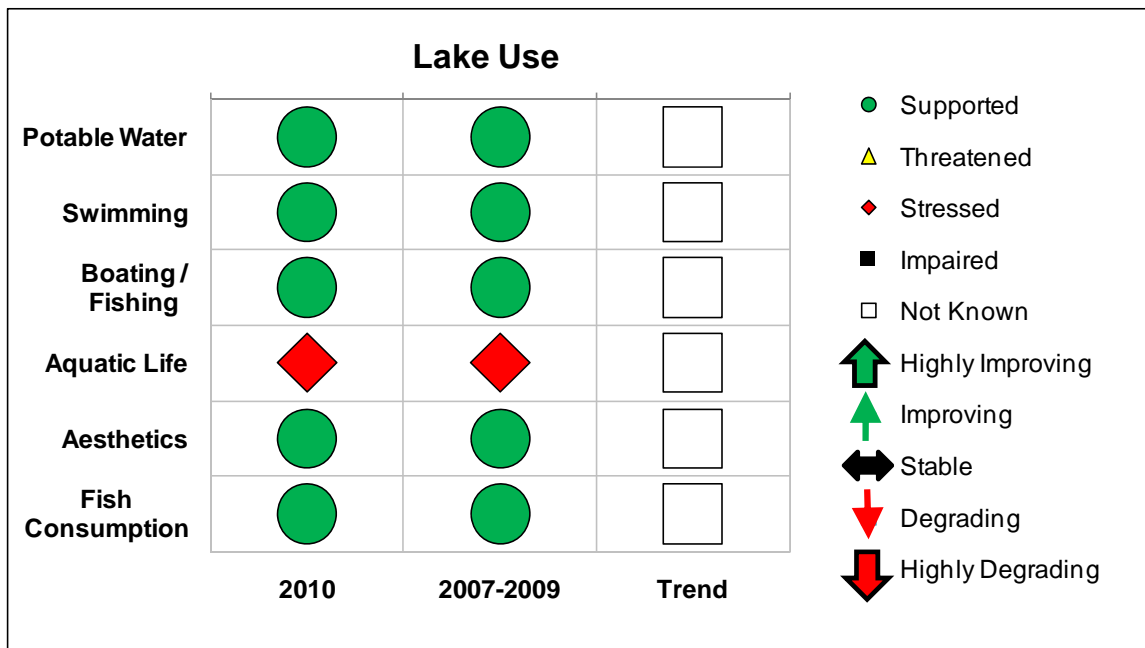 Lake Use
Potable Water
Swimming
Boating /
Fishing
Aquatic Life
Aesthetics
Fish
Consumption
2010
2007-2009
Trend
Supported
Threatened
Stressed
Impaired
Not Known
Highly Improving
Improving
Stable
Degrading
Highly Degrading